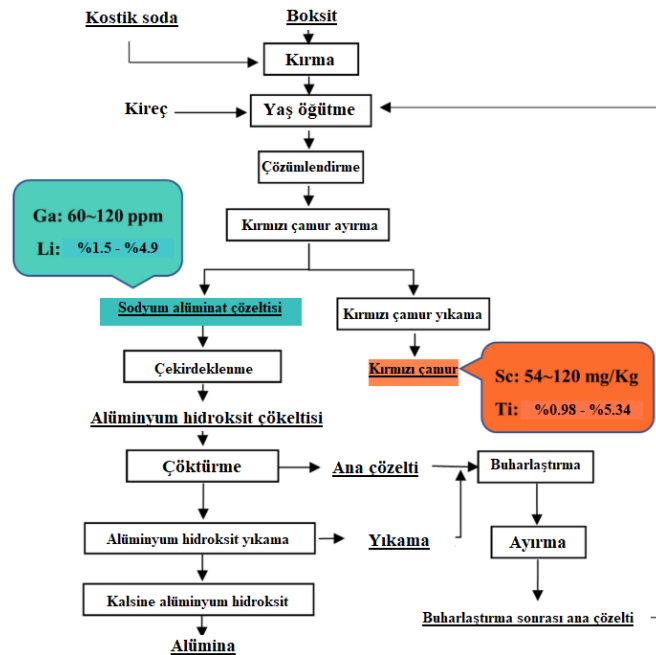 Kostik soda
Boksit
Kırma
Kireç
Yaş öğütme
Çözümlendirme
Ga: 60~120 ppm
Li: %1.5 - %4.9
Kırmızı çamur ayırma
Sodyum alüminat çözeltisi
Kırmızı çamur yıkama
Çekirdeklenme
Kırmızı çamur
Sc: 54~120 mg/Kg
Ti: %0.98 - %5.34
Alüminyum hidroksit çökeltisi
Çöktürme
Ana çözelti
Buharlaştırma
Alüminyum hidroksit yıkama
Yıkama
Ayırma
Kalsine alüminyum hidroksit
Buharlaştırma sonrası ana çözelti
Alümina